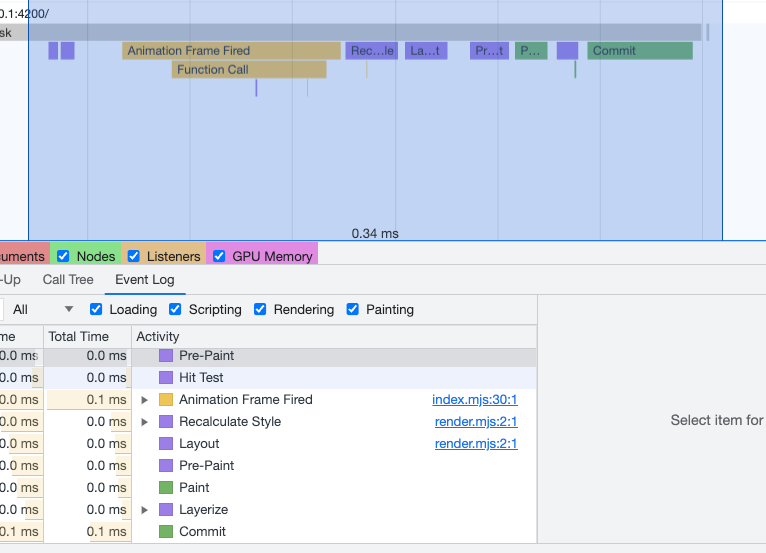 0.1:4200/
sk
Animation Frame Fired Rec...le La...t Pr...t P... Commit
Function Call
0.34 ms
cuments Nodes Listeners GPU Memory
-Up Call Tree Event Log
All Loading Scripting Rendering Painting
me Total Time Activity
0.0 ms 0.0 ms Pre-Paint
0.0 ms 0.0 ms Hit Test
0.0 ms 0.1 ms Animation Frame Fired index.mjs:30:1
0.0 ms 0.0 ms Recalculate Style render.mjs:2:1
0.0 ms 0.0 ms Layout render.mjs:2:1
0.0 ms 0.0 ms Pre-Paint
0.0 ms 0.0 ms Paint
0.0 ms 0.0 ms Layerize
0.1 ms 0.1 ms Commit
Select item for